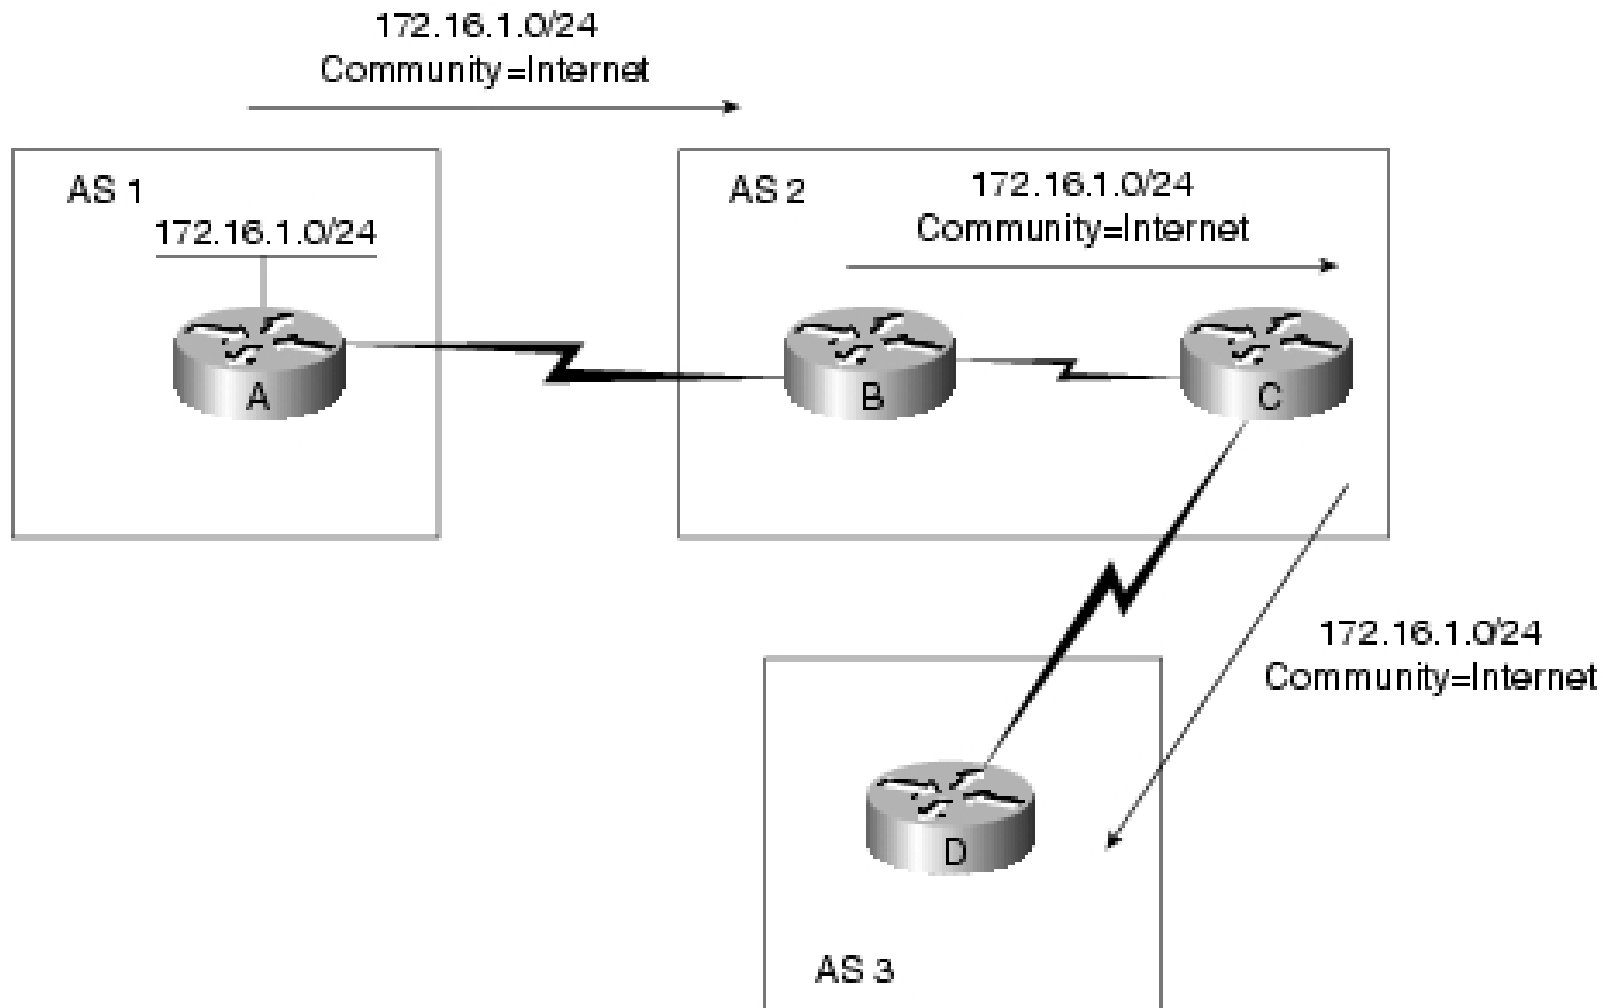 172.16.1.0/24
Community=Internet
AS 1
172.16.1.0/24
AS 2
172.16.1.0/24
Community=Internet
A
B
C
172.16.1.0/24
Community=Internet
D
AS 3